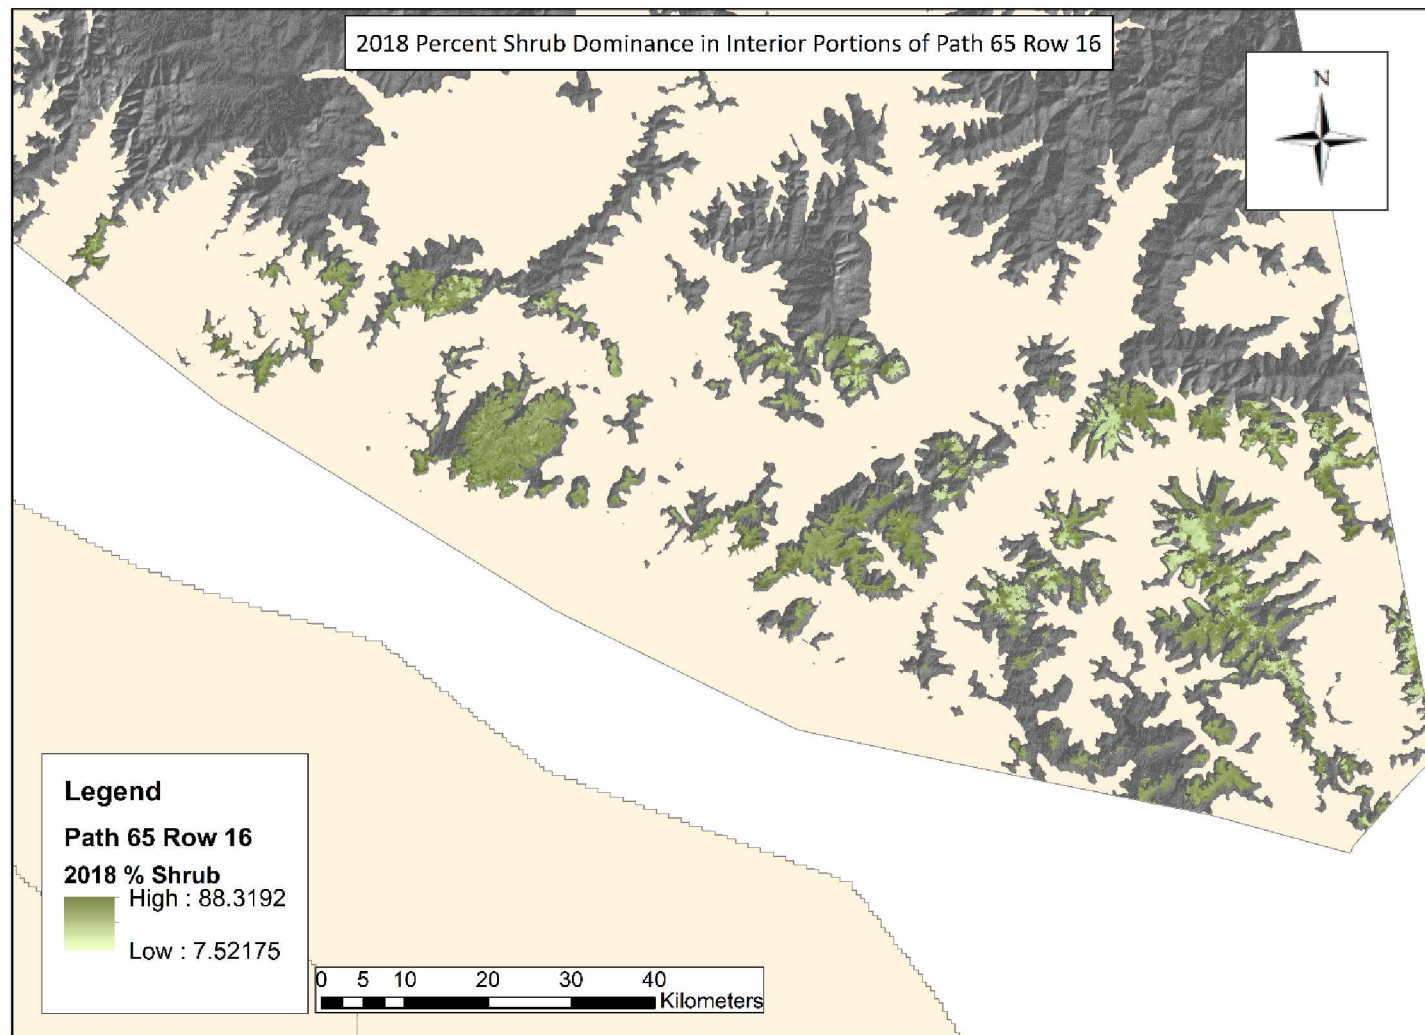 2018 Percent Shrub Dominance in Interior Portions of Path 65 Row 16
N
Legend
Path 65 Row 16
2018 % Shrub
High : 88.3192
Low : 7.52175
0 5 10 20 30 40
Kilometers